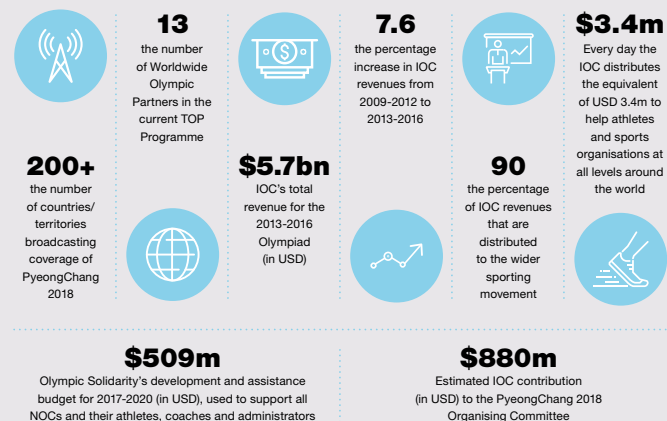 13
the number
of Worldwide
Olympic
Partners in the
current TOP
Programme
7.6
the percentage
increase in IOC
revenues from
2009-2012 to
2013-2016
$3.4m
Every day the
IOC distributes
the equivalent
of USD 3.4m to
help athletes
and sports
organisations at
all levels around
the world
200+
the number
of countries/
territories
broadcasting
coverage of
PyeongChang
2018
$
$5.7bn
IOC's total
revenue for the
2013-2016
Olympiad
(in USD)
90
the percentage
of IOC revenues
that are
distributed
to the wider
sporting
movement
$509m
Olympic Solidarity's development and assistance
budget for 2017-2020 (in USD), used to support all
NOCs and their athletes, coaches and administrators
$880m
Estimated IOC contribution
(in USD) to the PyeongChang 2018
Organising Committee